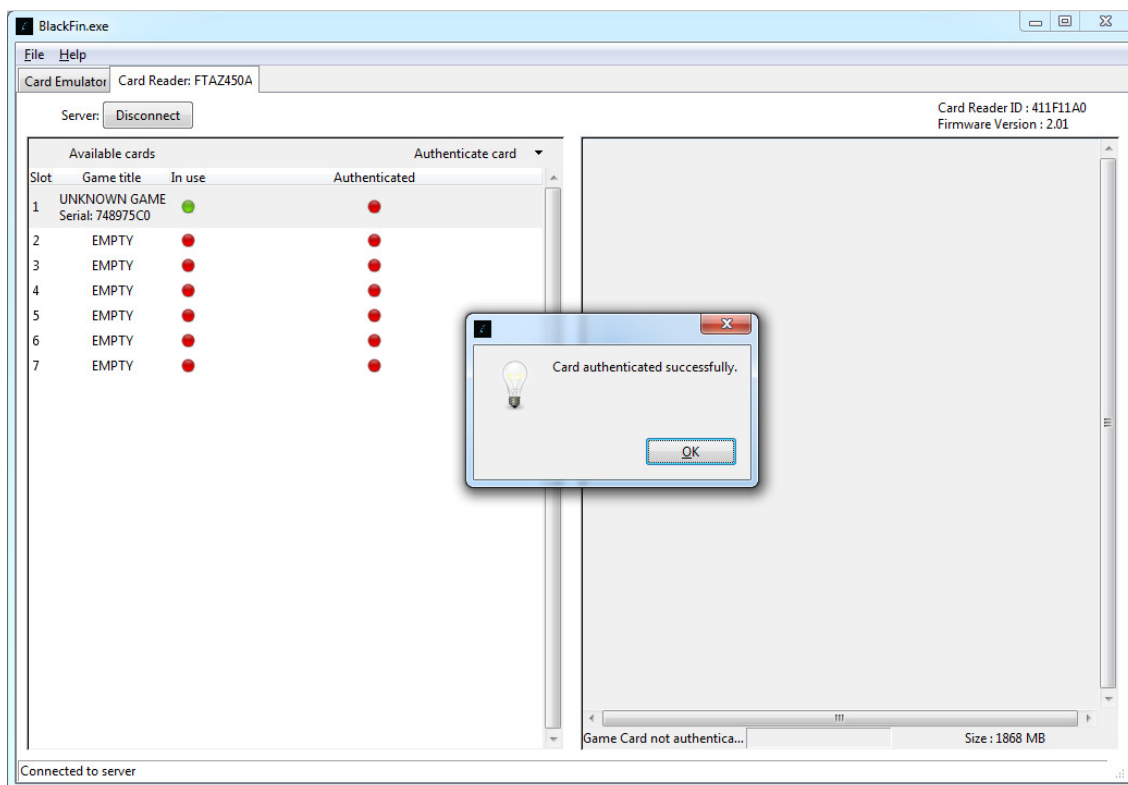 BlackFin.exe
File Help
Card Emulator Card Reader: FTAZ450A
Server: Disconnect
Card Reader ID : 411F11A0
Firmware Version : 2.01
Available cards Authenticate card
Slot Game title In use Authenticated
1 UNKNOWN GAME
Serial: 748975C0
2 EMPTY
3 EMPTY
4 EMPTY
5 EMPTY
6 EMPTY
7 EMPTY
Card authenticated successfully.
OK
Game Card not authentica... Size : 1868 MB
Connected to server